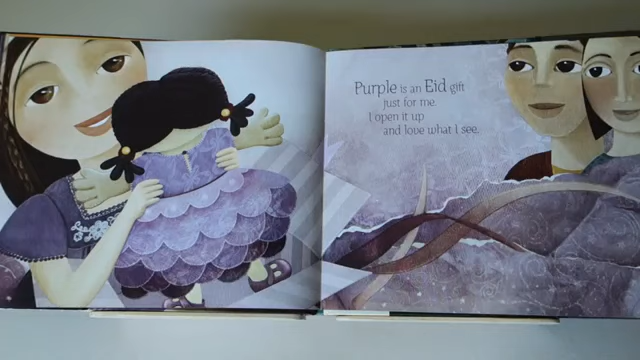 Purple is an Eid gift
just for me.
I open it up
and love what I see.